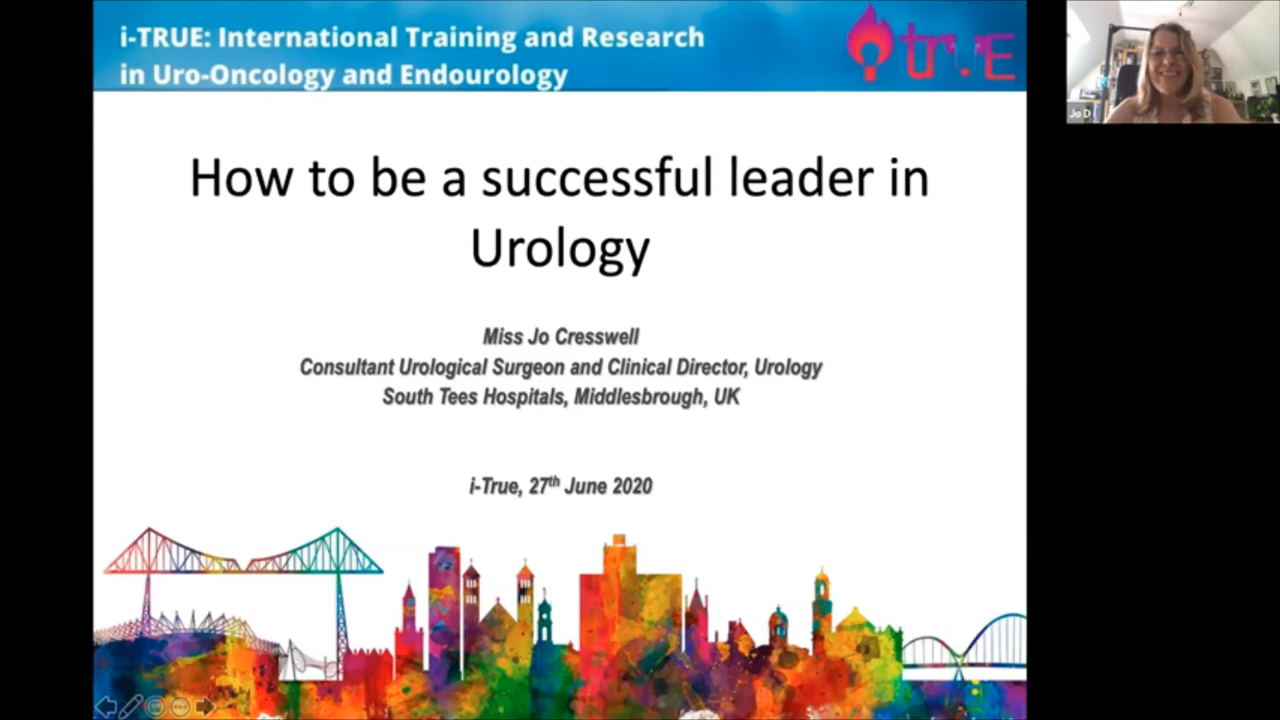 i-TRUE: International Training and Research
in Uro-Oncology and Endourology
trUE
How to be a successful leader in
Urology
Miss Jo Cresswell
Consultant Urological Surgeon and Clinical Director, Urology
South Tees Hospitals, Middlesbrough, UK
i-True, 27th June 2020